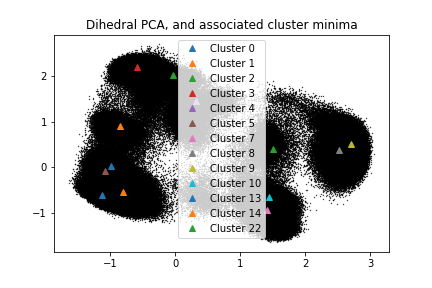 Dihedral PCA, and associated cluster minima
Cluster 0
Cluster 1
Cluster 2
Cluster 3
Cluster 4
Cluster 5
Cluster 7
Cluster 8
Cluster 9
Cluster 10
Cluster 13
Cluster 14
Cluster 22
2
1
0
−1
−1
0
1
2
3